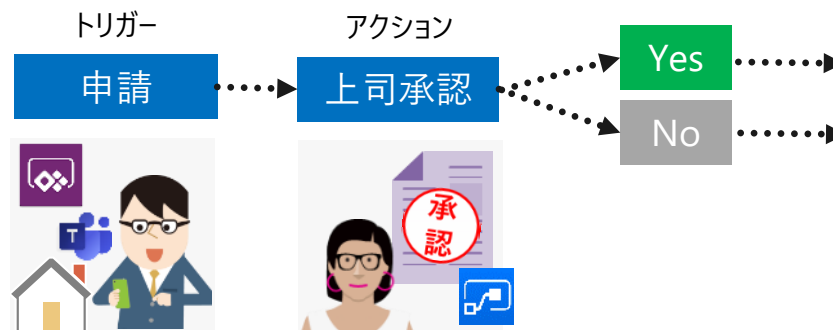 トリガー
アクション
申請
上司承認
Yes
No
承
認
T